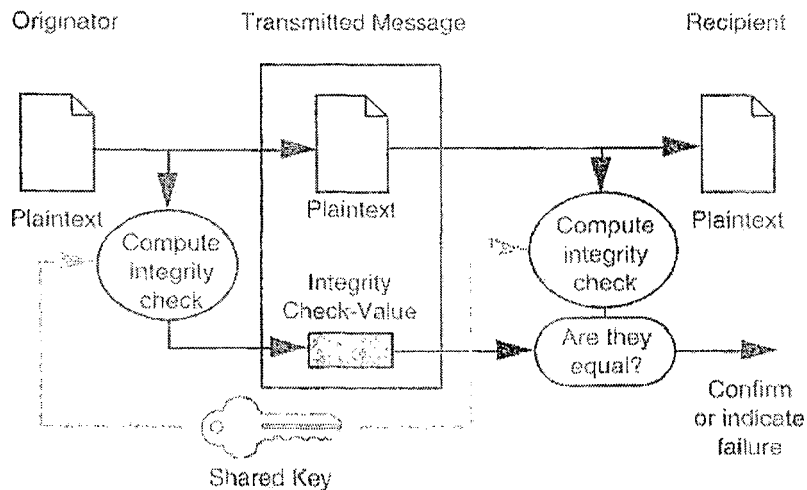 Originator
Transmitted Message
Recipient
Plaintext
Plaintext
Plaintext
Compute
integrity
check
Compute
integrity
check
Integrity
Check-Value
Are they
equal?
Confirm
or indicate
failure
Shared Key